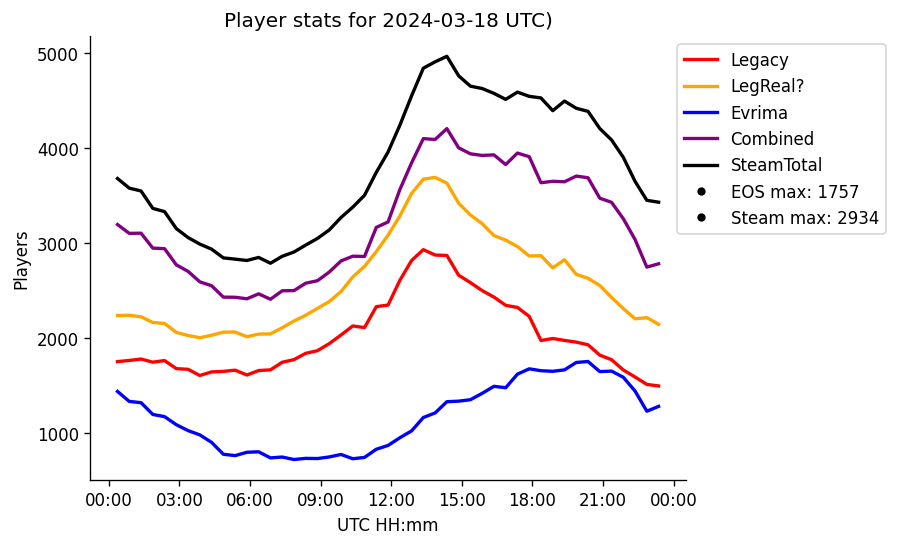 Player stats for 2024-03-18 UTC)
Players
5000
4000
3000
2000
1000
00:00 03:00 06:00 09:00 12:00 15:00 18:00 21:00 00:00
UTC HH:mm
Legacy
LegReal?
Evrima
Combined
SteamTotal
EOS max: 1757
Steam max: 2934